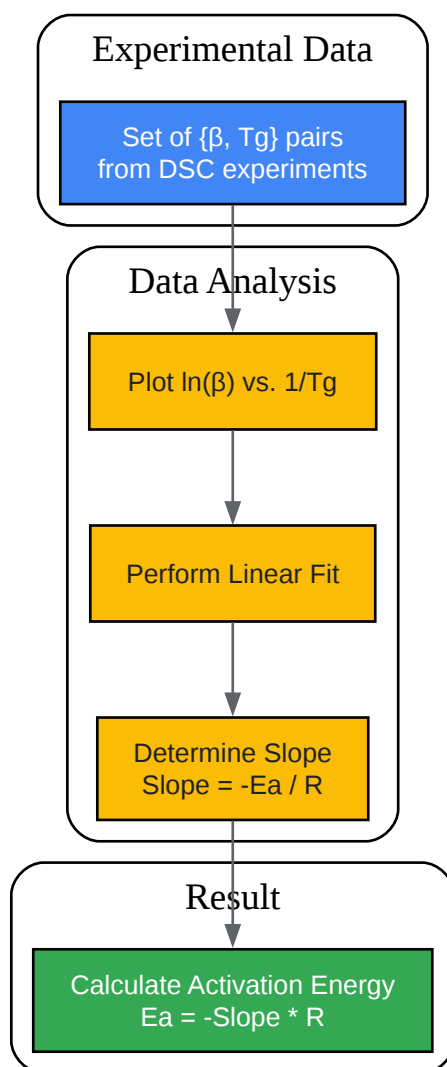 Experimental Data
Set of {β, Tg} pairs
from DSC experiments
Data Analysis
Plot ln(β) vs. 1/Tg
Perform Linear Fit
Determine Slope
Slope = -Ea / R
Result
Calculate Activation Energy
Ea = -Slope * R